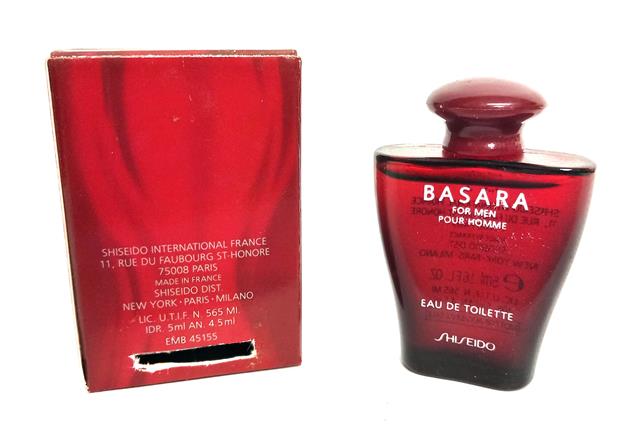 SHISEIDO INTERNATIONAL FRANCE
11, RUE DU FAUBOURG ST-HONORE
75008 PARIS
MADE IN FRANCE
SHISEIDO DIST.
NEW YORK · PARIS · MILANO
LIC. U.T.I.F. N. 565 MI.
IDR. 5ml AN. 4.5ml
EMB 45155
BASARA
FOR MEN
POUR HOMME
EAU DE TOILETTE
SHISEIDO